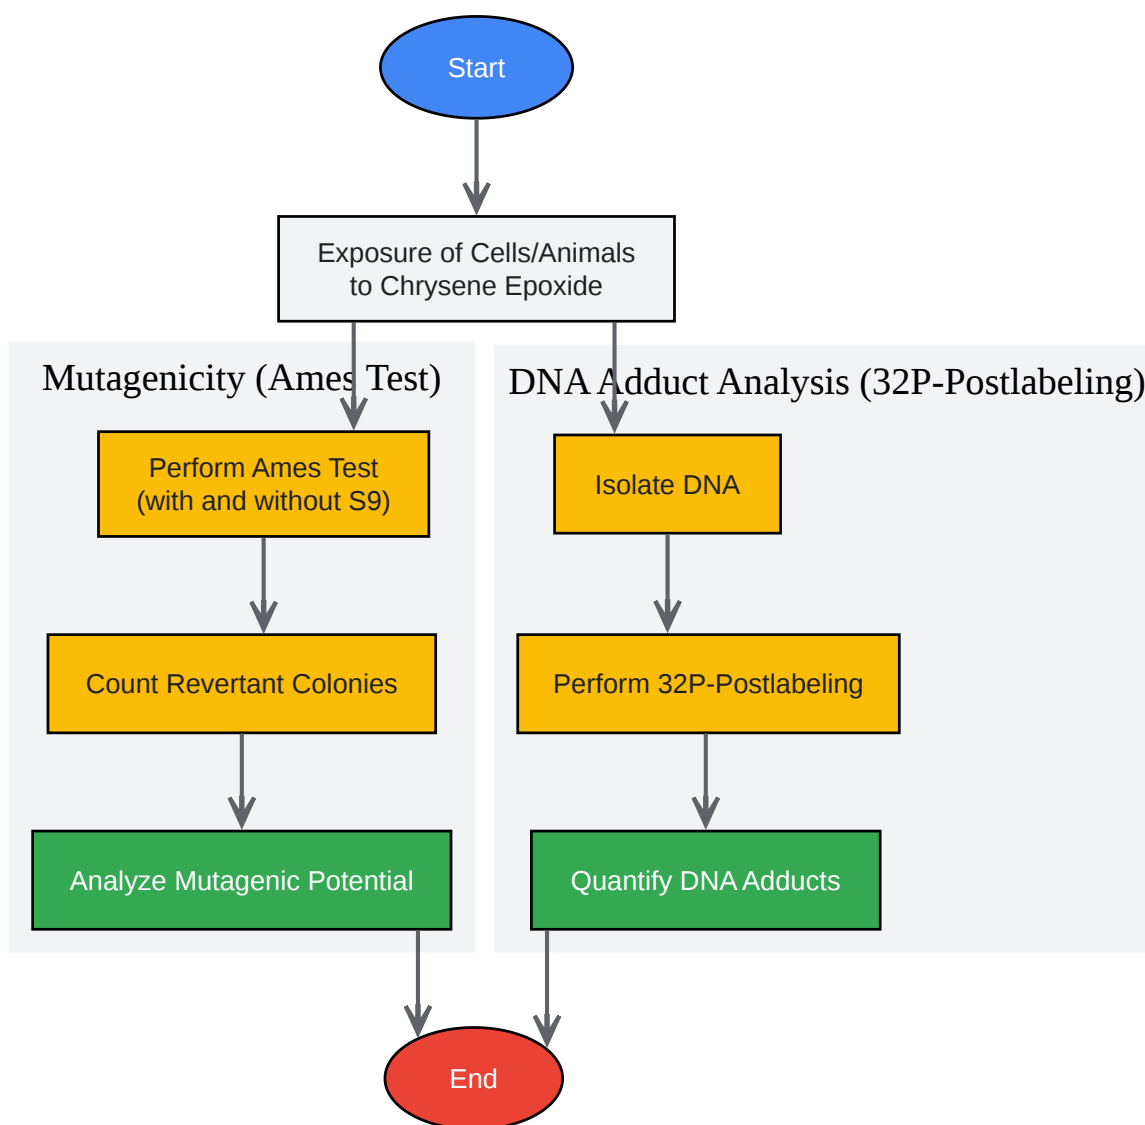 Start
Exposure of Cells/Animals
to Chrysene Epoxide
Mutagenicity (Ames Test)
Perform Ames Test
(with and without S9)
Count Revertant Colonies
Analyze Mutagenic Potential
DNA Adduct Analysis (32P-Postlabeling)
Isolate DNA
Perform 32P-Postlabeling
Quantify DNA Adducts
End